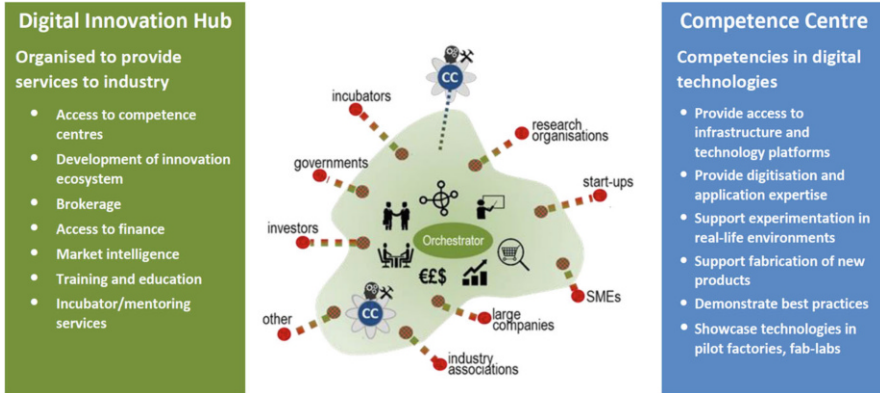 Digital Innovation Hub
Organised to provide
services to industry
• Access to competence
centres
• Development of innovation
ecosystem
• Brokerage
• Access to finance
• Market intelligence
• Training and education
• Incubator/mentoring
services
CC
incubators
research
organisations
governments
start-ups
investors
Orchestrator
€£$
SMEs
CC
other
large
companies
industry
associations
Competence Centre
Competencies in digital
technologies
• Provide access to
infrastructure and
technology platforms
• Provide digitisation and
application expertise
• Support experimentation in
real-life environments
• Support fabrication of new
products
• Demonstrate best practices
• Showcase technologies in
pilot factories, fab-labs